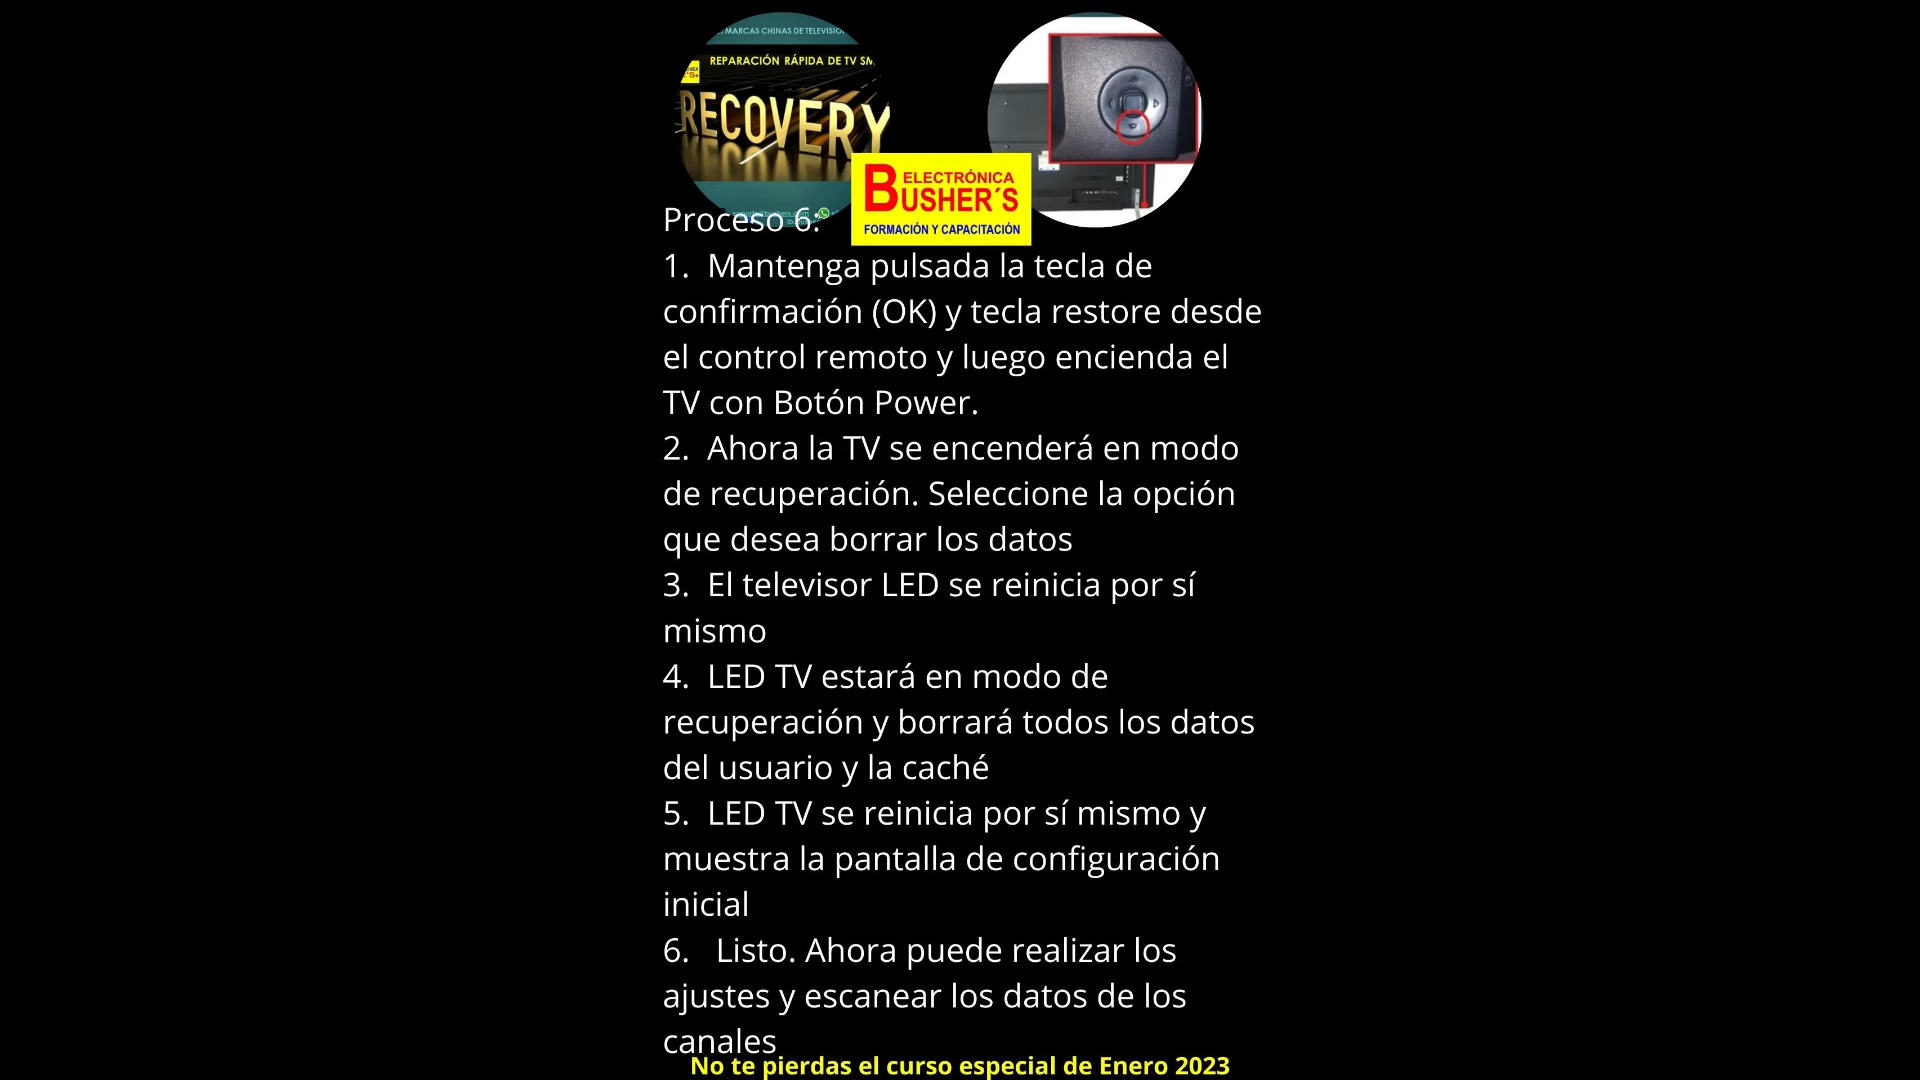 MARCAS CHINAS DE
REPARACIÓN RÁPIDA DE TV
RECOVERY
BUSHER´S
ELECTRÓNICA
FORMACIÓN Y CAPACITACIÓN
Proceso 6:
1. Mantenga pulsada la tecla de
confirmación (OK) y tecla restore desde
el control remoto y luego encienda el
TV con Botón Power.
2. Ahora la TV se encenderá en modo
de recuperación. Seleccione la opción
que desea borrar los datos
3. El televisor LED se reinicia por sí
mismo
4. LED TV estará en modo de
recuperación y borrará todos los datos
del usuario y la caché
5. LED TV se reinicia por sí mismo y
muestra la pantalla de configuración
inicial
6. Listo. Ahora puede realizar los
ajustes y escanear los datos de los
canales
No te pierdas el curso especial de Enero 2023